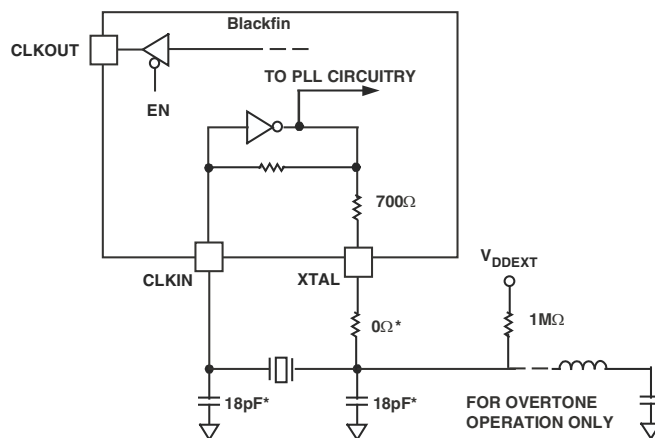 Blackfin
CLKOUT
TO PLL CIRCUITRY
EN
700Ω
CLKIN
XTAL
V_DDEXT
0Ω*
1MΩ
18pF*
18pF*
FOR OVERTONE
OPERATION ONLY